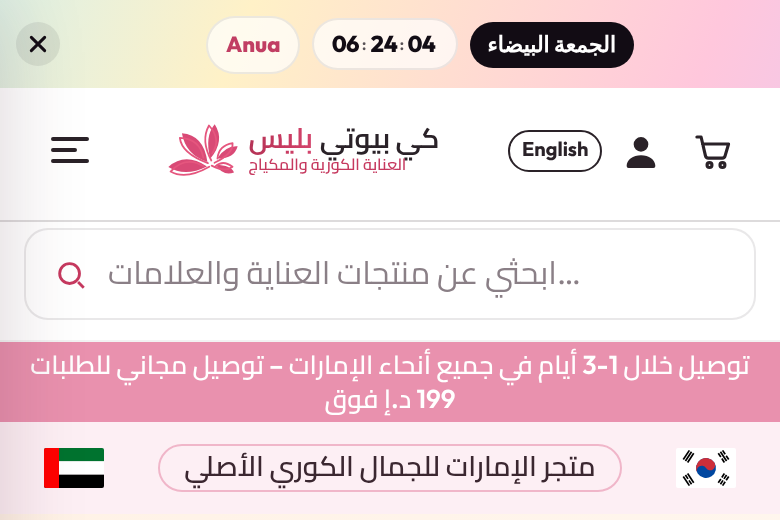 الجمعة البيضاء
06:24:04
Anua
كي بيوتي بليس
العناية الكورية والمكياج
English
ابحثي عن منتجات العناية والعلامات...
توصيل خلال 1-3 أيام في جميع أنحاء الإمارات – توصيل مجاني للطلبات
فوق 199 د.إ
متجر الإمارات للجمال الكوري الأصلي